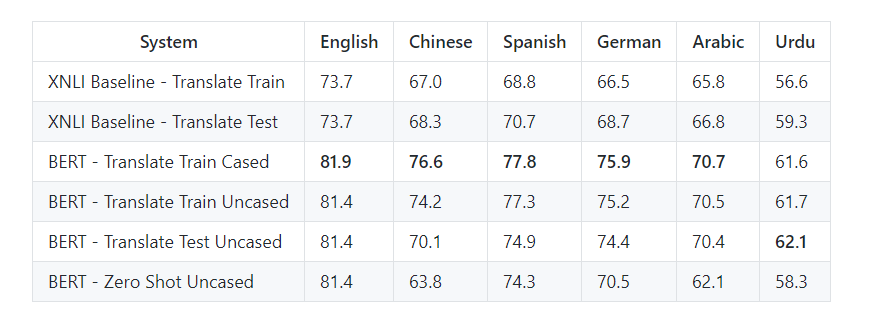 System English Chinese Spanish German Arabic Urdu
XNLI Baseline - Translate Train 73.7 67.0 68.8 66.5 65.8 56.6
XNLI Baseline - Translate Test 73.7 68.3 70.7 68.7 66.8 59.3
BERT - Translate Train Cased 81.9 76.6 77.8 75.9 70.7 61.6
BERT - Translate Train Uncased 81.4 74.2 77.3 75.2 70.5 61.7
BERT - Translate Test Uncased 81.4 70.1 74.9 74.4 70.4 62.1
BERT - Zero Shot Uncased 81.4 63.8 74.3 70.5 62.1 58.3